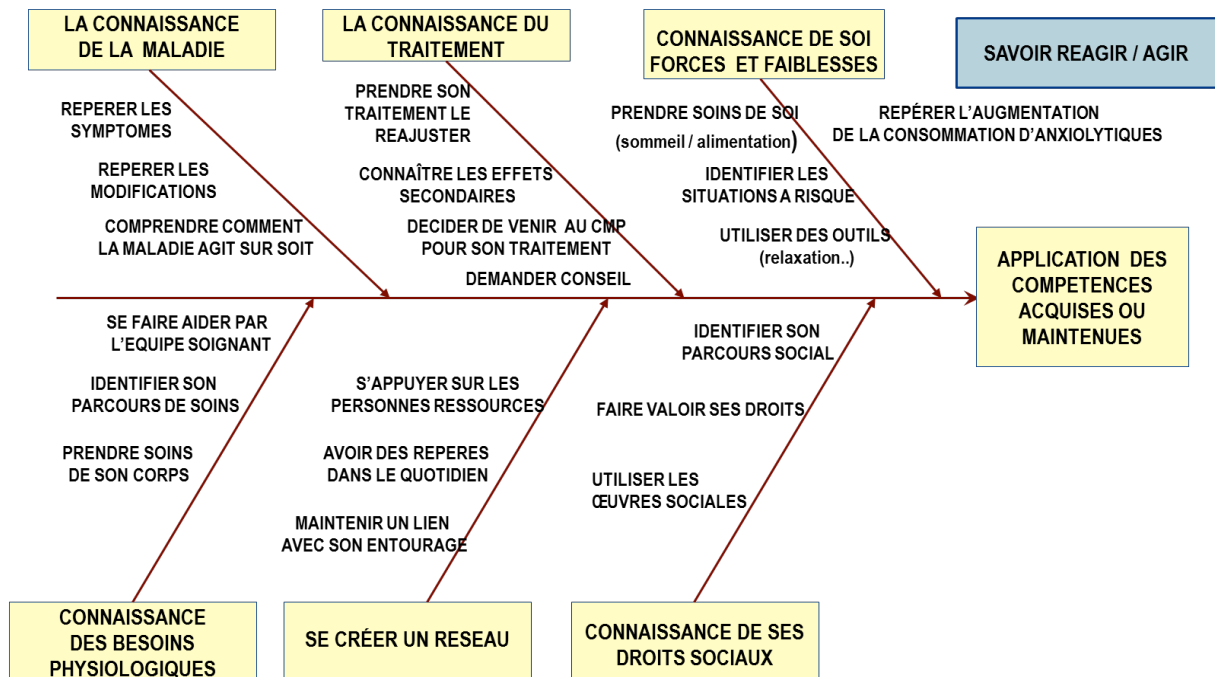 LA CONNAISSANCE
DE LA  MALADIE
LA CONNAISSANCE DU
TRAITEMENT
CONNAISSANCE DE SOI
FORCES  ET FAIBLESSES
SAVOIR REAGIR / AGIR
REPERER LES
SYMPTOMES
REPERER LES
MODIFICATIONS
COMPRENDRE COMMENT
LA MALADIE AGIT SUR SOIT
PRENDRE SON
TRAITEMENT LE
REAJUSTER
CONNAÎTRE LES EFFETS
SECONDAIRES
DECIDER DE VENIR  AU CMP
POUR SON TRAITEMENT
DEMANDER CONSEIL
PRENDRE SOINS DE SOI
(sommeil / alimentation)
IDENTIFIER LES
SITUATIONS A RISQUE
UTILISER DES OUTILS
(relaxation..)
REPÉRER L’AUGMENTATION
DE LA CONSOMMATION D’ANXIOLYTIQUES
APPLICATION  DES
COMPETENCES
ACQUISES OU
MAINTENUES
SE FAIRE AIDER PAR
L’EQUIPE SOIGNANT
IDENTIFIER SON
PARCOURS DE SOINS
PRENDRE SOINS
DE SON CORPS
S’APPUYER SUR LES
PERSONNES RESSOURCES
AVOIR DES REPERES
DANS LE QUOTIDIEN
MAINTENIR UN LIEN
AVEC SON ENTOURAGE
IDENTIFIER SON
PARCOURS SOCIAL
FAIRE VALOIR SES DROITS
UTILISER LES
ŒUVRES SOCIALES
CONNAISSANCE
DES BESOINS
PHYSIOLOGIQUES
SE CRÉER UN RESEAU
CONNAISSANCE DE SES
DROITS SOCIAUX